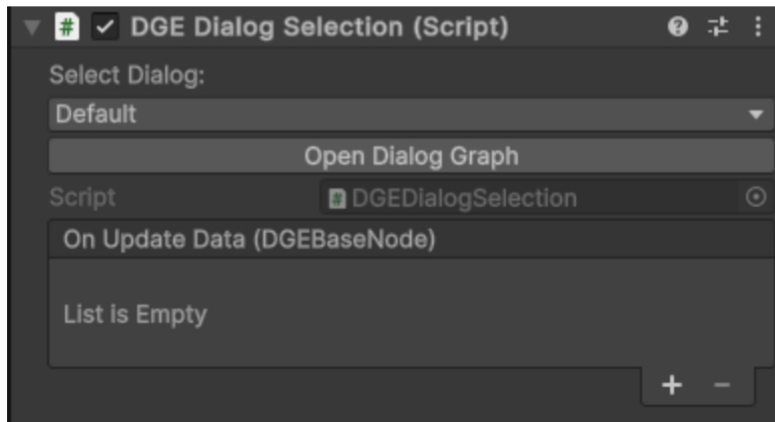 # DGE Dialog Selection (Script)
Select Dialog:
Default
Open Dialog Graph
Script # DGEDialogSelection
On Update Data (DGEBaseNode)
List is Empty